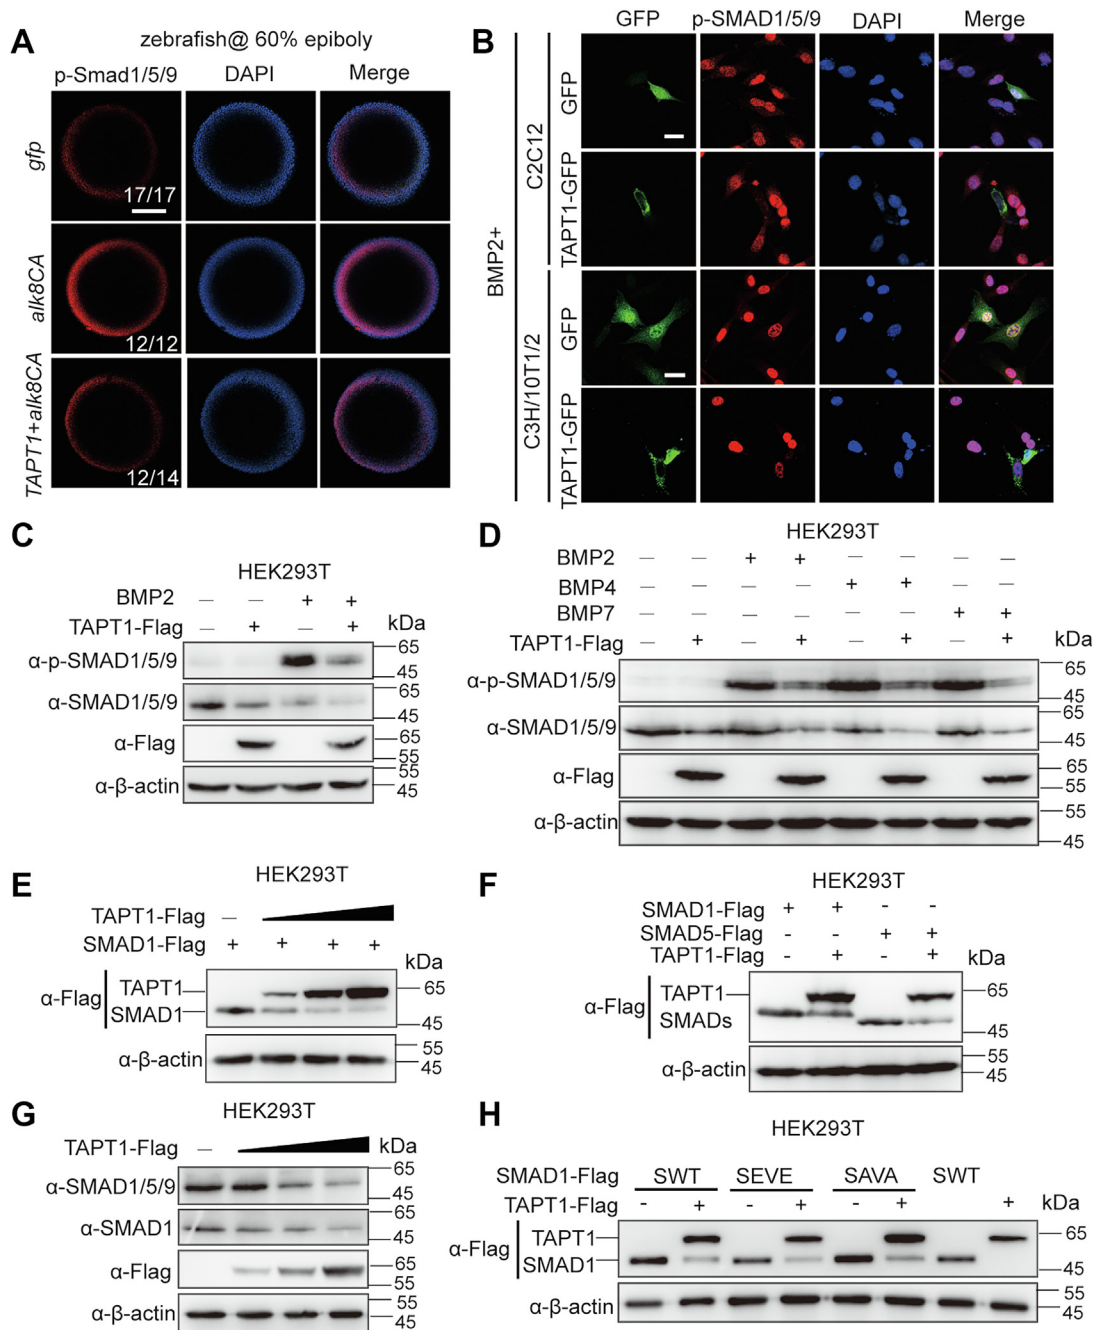 A
zebrafish@ 60% epiboly
p-Smad1/5/9 DAPI Merge
gfp
17/17
alk8CA
12/12
TAPT1+alk8CA
12/14
B
GFP p-SMAD1/5/9 DAPI Merge
BMP2+
C2C12
GFP
TAPT1-GFP
C3H/10T1/2
GFP
TAPT1-GFP
C
HEK293T
BMP2 — — + +
TAPT1-Flag — + — + kDa
α-p-SMAD1/5/9 65 45
α-SMAD1/5/9 65 45
α-Flag 65 55
α-β-actin 55 45
D
HEK293T
BMP2 — — + + — — — —
BMP4 — — — — + + — —
BMP7 — — — — — — + +
TAPT1-Flag — + — + — + — + kDa
α-p-SMAD1/5/9 65 45
α-SMAD1/5/9 65 45
α-Flag 65 55
α-β-actin 55 45
E
HEK293T
TAPT1-Flag —
SMAD1-Flag + + + + kDa
α-Flag TAPT1 65
SMAD1 45
α-β-actin 55 45
F
HEK293T
SMAD1-Flag + + - -
SMAD5-Flag - - + +
TAPT1-Flag - + - + kDa
α-Flag TAPT1 65
SMADs 45
α-β-actin 55 45
G
HEK293T
TAPT1-Flag — kDa
α-SMAD1/5/9 65 45
α-SMAD1 65 45
α-Flag 65 55
α-β-actin 55 45
H
HEK293T
SMAD1-Flag SWT SEVE SAVA SWT
TAPT1-Flag - + - + - + - + kDa
α-Flag TAPT1 65
SMAD1 45
α-β-actin 55 45